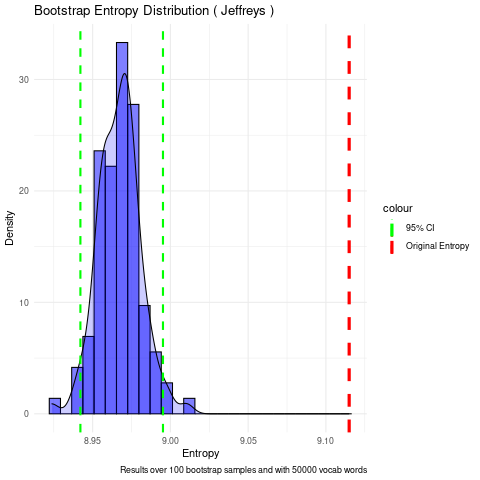 Bootstrap Entropy Distribution ( Jeffreys )
Density
30
20
10
0
8.95
9.00
9.05
9.10
Entropy
colour
95% CI
Original Entropy
Results over 100 bootstrap samples and with 50000 vocab words